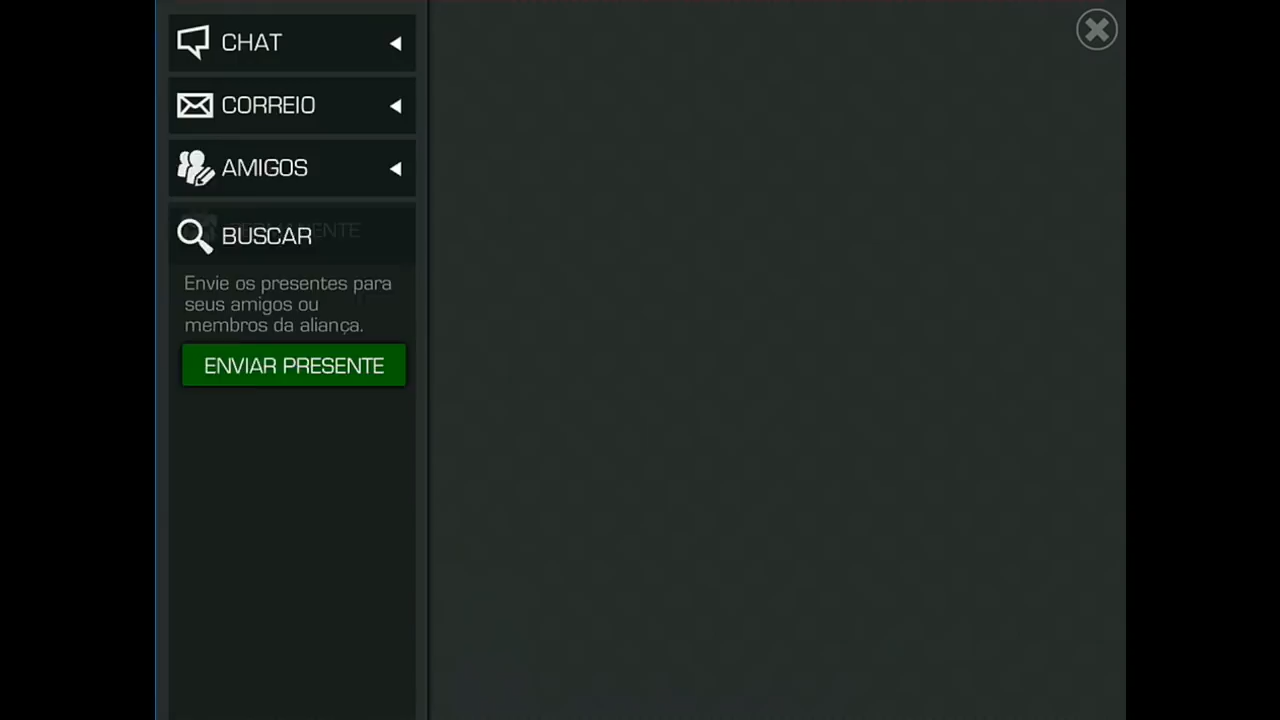 CHAT
CORREIO
AMIGOS
BUSCAR
Envie os presentes para
seus amigos ou
membros da aliança.
ENVIAR PRESENTE